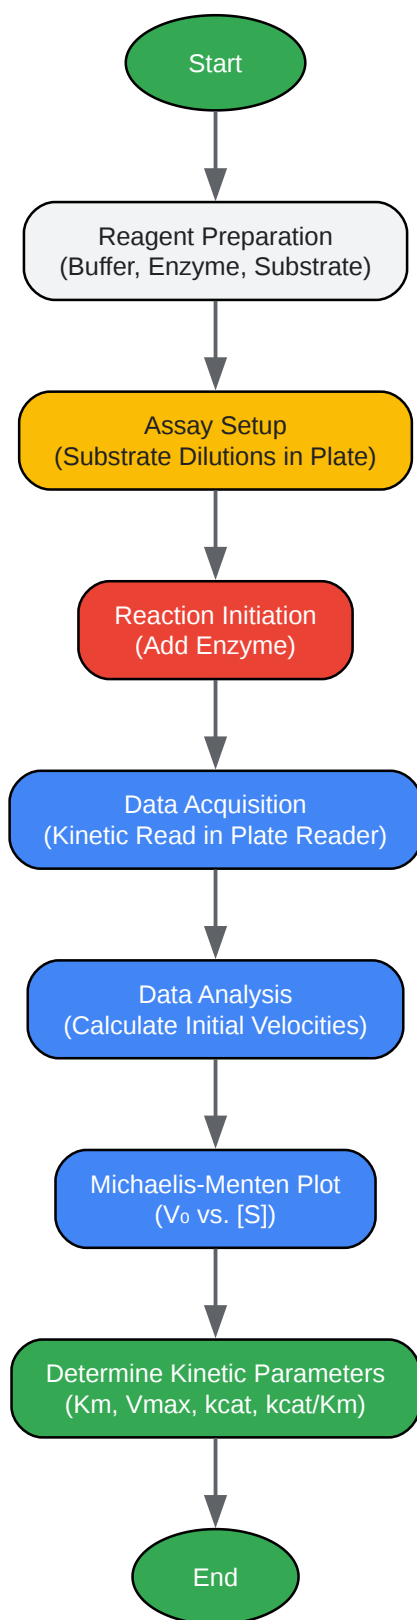 Start
Reagent Preparation
(Buffer, Enzyme, Substrate)
Assay Setup
(Substrate Dilutions in Plate)
Reaction Initiation
(Add Enzyme)
Data Acquisition
(Kinetic Read in Plate Reader)
Data Analysis
(Calculate Initial Velocities)
Michaelis-Menten Plot
(V₀ vs. [S])
Determine Kinetic Parameters
(Km, Vmax, kcat, kcat/Km)
End